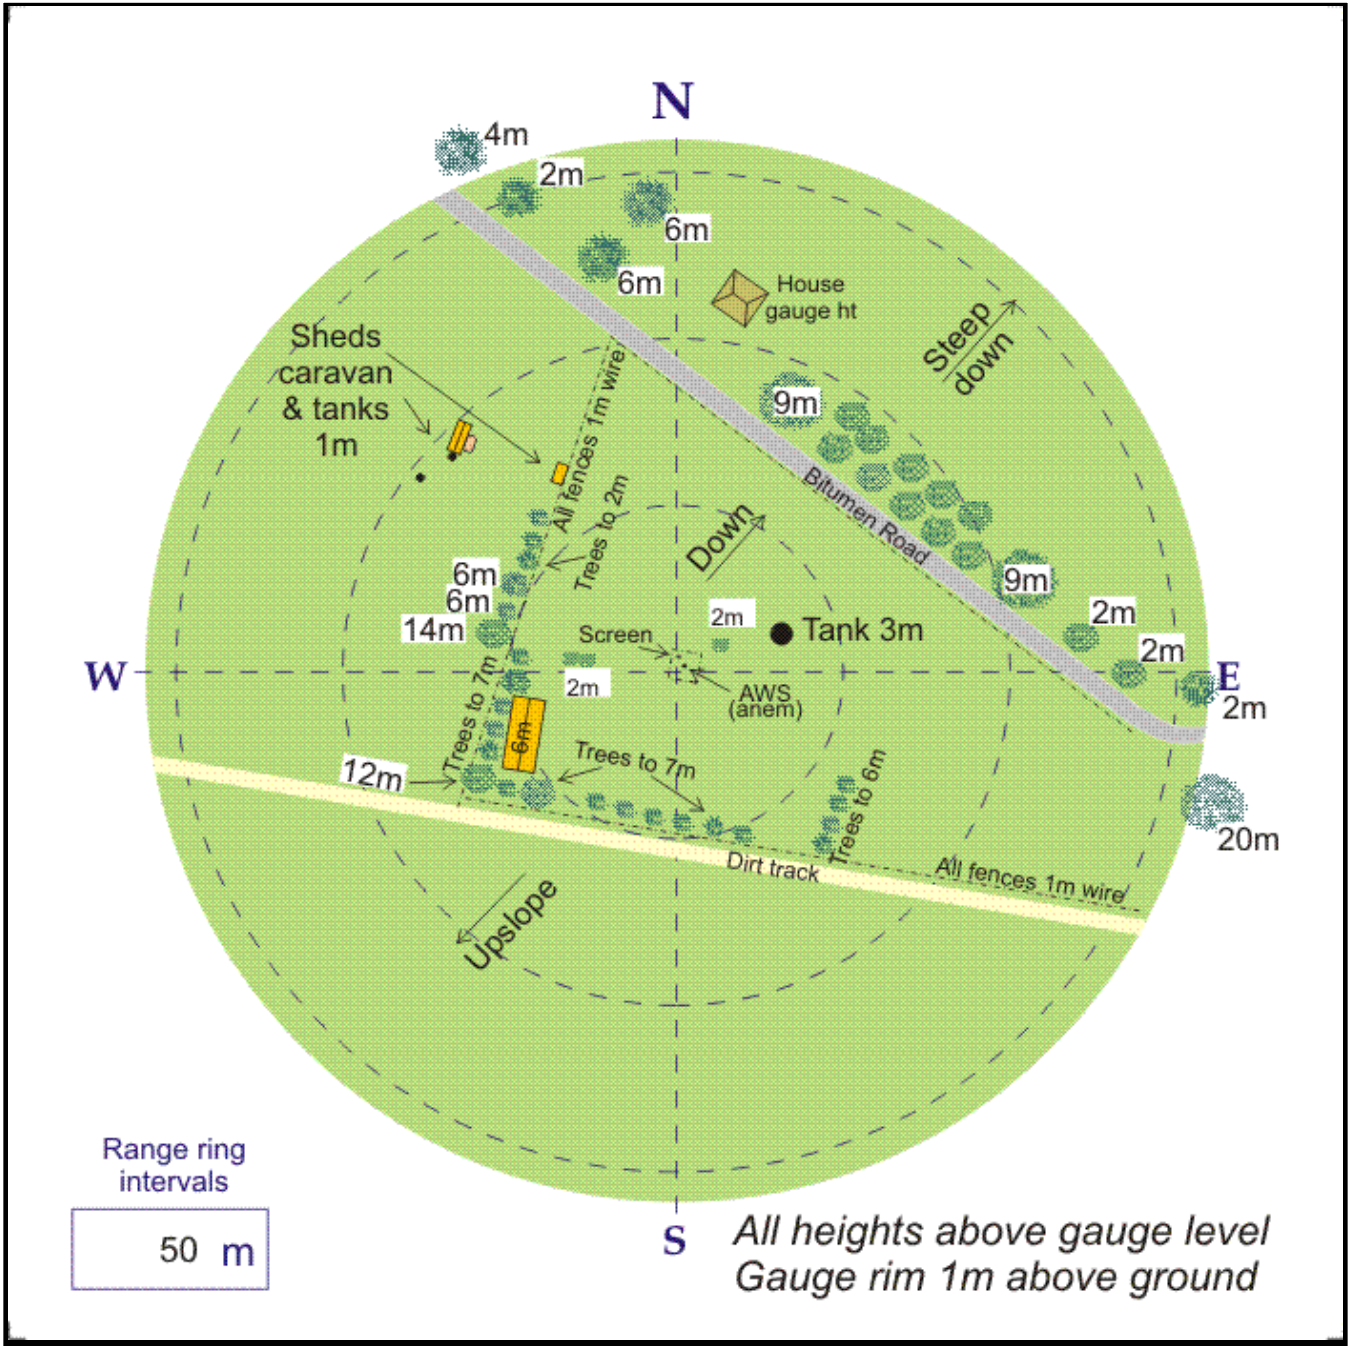 N
4m
2m
6m
6m
House
gauge ht
Steep
down
Sheds
caravan
& tanks
1m
All fences 1m wire
9m
Bitumen Road
Trees to 2m
Down
6m
6m
14m
9m
2m
2m
2m
Screen
2m
Tank 3m
W
E
2m
AWS
(anem)
Trees to 7m
6m
12m
Trees to 7m
Trees to 6m
20m
Dirt track
All fences 1m wire
Upslope
Range ring
intervals
50 m
S
All heights above gauge level
Gauge rim 1m above ground